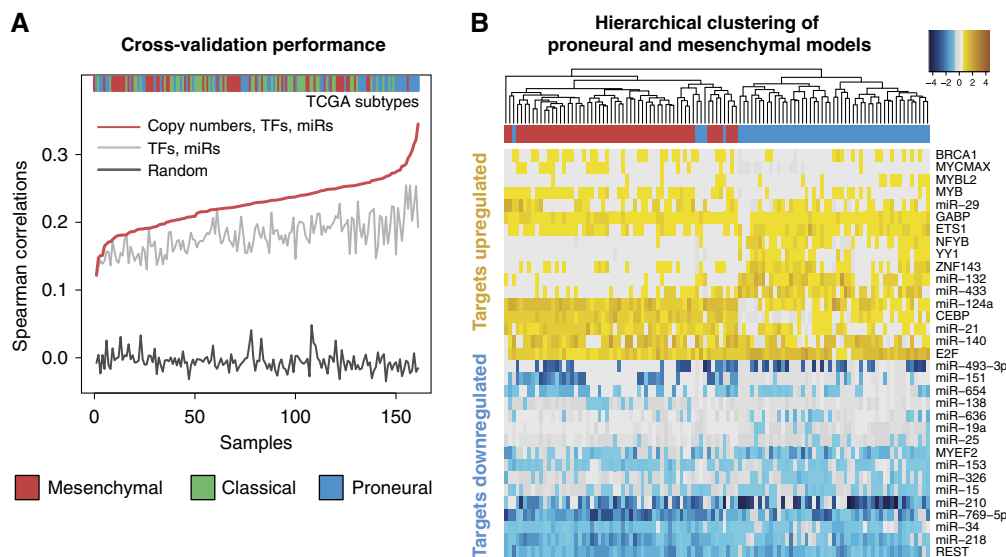 A
Cross-validation performance
TCGA subtypes
Copy numbers, TFs, miRs
TFs, miRs
Random
Spearman correlations
0.3
0.2
0.1
0.0
0
50
100
150
Samples
Mesenchymal
Classical
Proneural
B
Hierarchical clustering of
proneural and mesenchymal models
−4 −2 0 2 4
Targets upregulated
Targets downregulated
BRCA1
MYCMAX
MYBL2
MYB
miR−29
GABP
ETS1
NFYB
YY1
ZNF143
miR−132
miR−433
miR−124a
CEBP
miR−21
miR−140
E2F
miR−493−3p
miR−151
miR−654
miR−138
miR−636
miR−19a
miR−25
MYEF2
miR−153
miR−326
miR−15
miR−210
miR−769−5p
miR−34
miR−218
REST